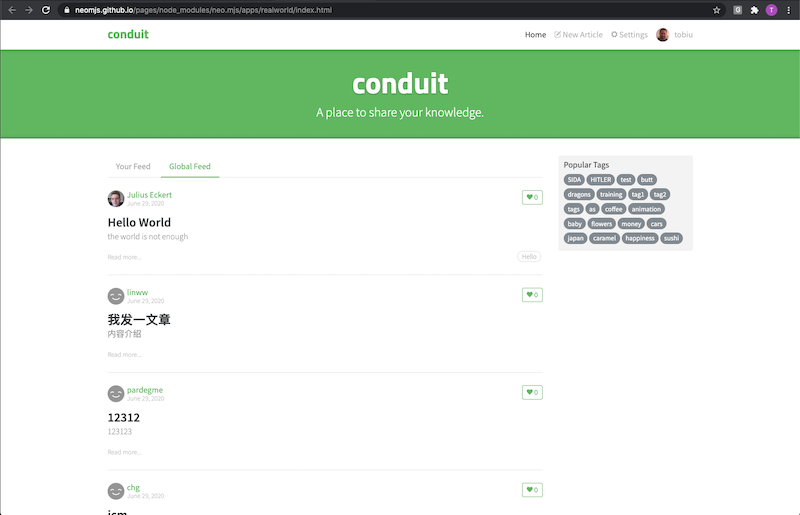 neomjs.github.io/pages/node_modules/neo.mjs/apps/realworld/index.html
T
conduit
Home New Article Settings tobiu
conduit
A place to share your knowledge.
Your Feed Global Feed
Julius Eckert
June 29, 2020
0
Hello World
the world is not enough
Read more...
Hello
linww
June 29, 2020
0
我发一文章
内容介绍
Read more...
pardegme
June 29, 2020
0
12312
123123
Read more...
chg
June 29, 2020
0
Popular Tags
SIDA HITLER test butt
dragons training tag1 tag2
tags as coffee animation
baby flowers money cars
japan caramel happiness sushi